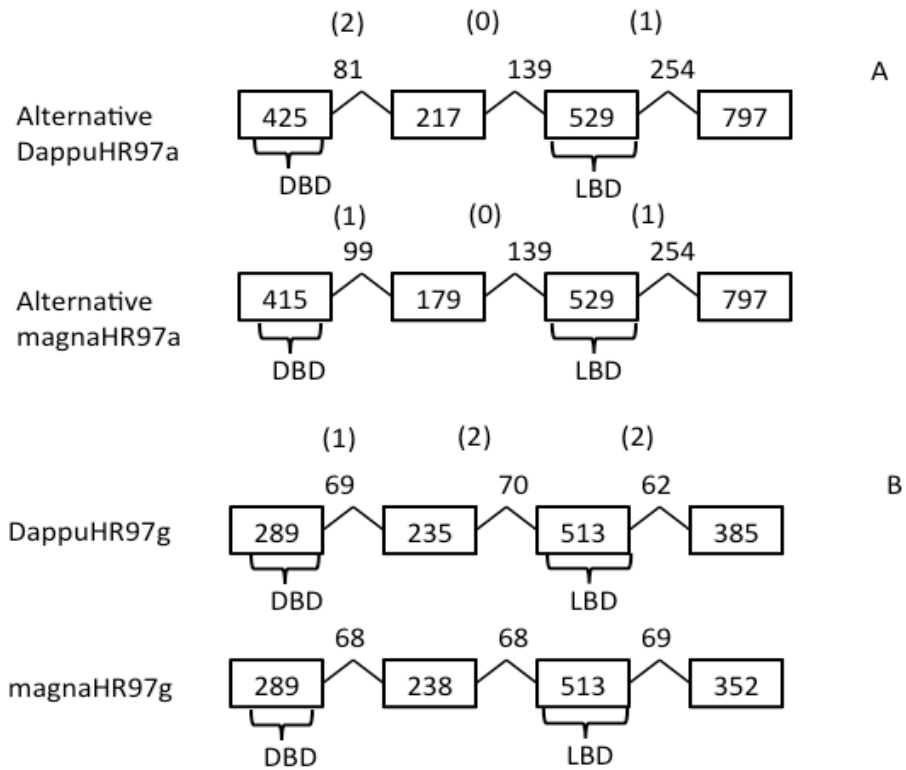 (2) (0) (1)
81 139 254 A
Alternative
DappuHR97a
425 217 529 797
DBD LBD
(1) (0) (1)
99 139 254
Alternative
magnaHR97a
415 179 529 797
DBD LBD
(1) (2) (2)
69 70 62 B
DappuHR97g
289 235 513 385
DBD LBD
68 68 69
magnaHR97g
289 238 513 352
DBD LBD